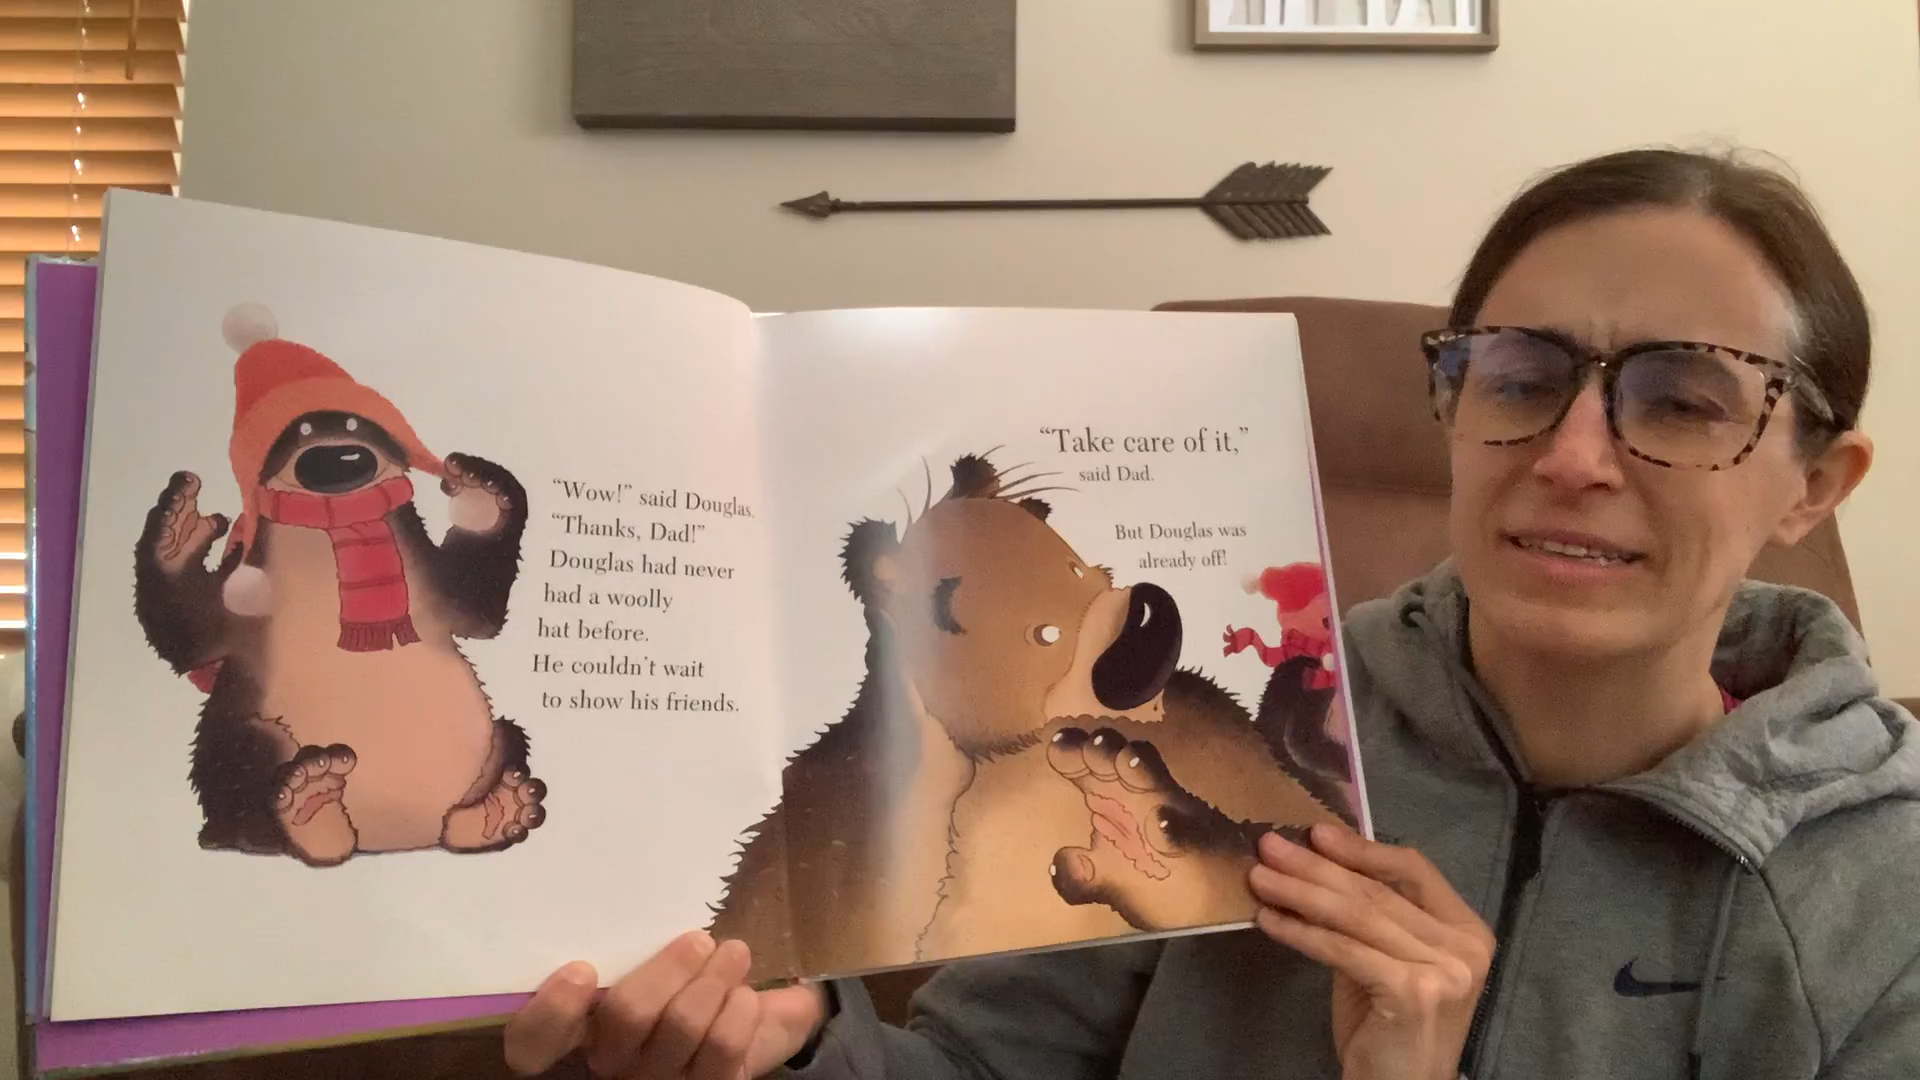 “Wow!” said Douglas.
“Thanks, Dad!”
Douglas had never
had a woolly
hat before.
He couldn’t wait
to show his friends.
“Take care of it,”
said Dad.
But Douglas was
already off!